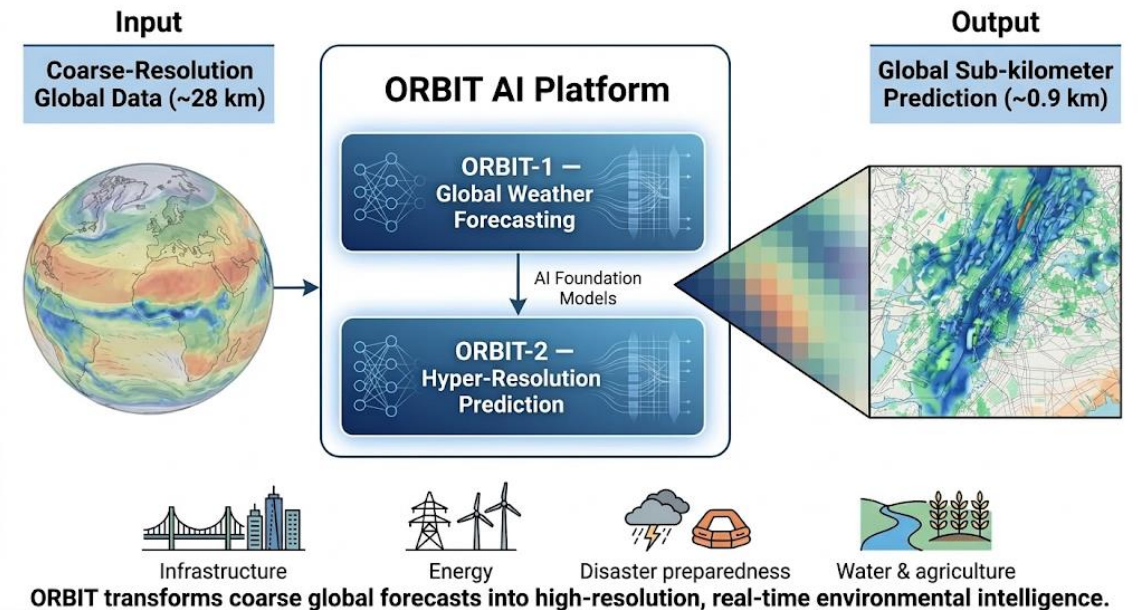 Input
Coarse-Resolution
Global Data (~28 km)
ORBIT AI Platform
ORBIT-1 —
Global Weather
Forecasting
AI Foundation
Models
ORBIT-2 —
Hyper-Resolution
Prediction
Output
Global Sub-kilometer
Prediction (~0.9 km)
Infrastructure
Energy
Disaster preparedness
Water & agriculture
ORBIT transforms coarse global forecasts into high-resolution, real-time environmental intelligence.